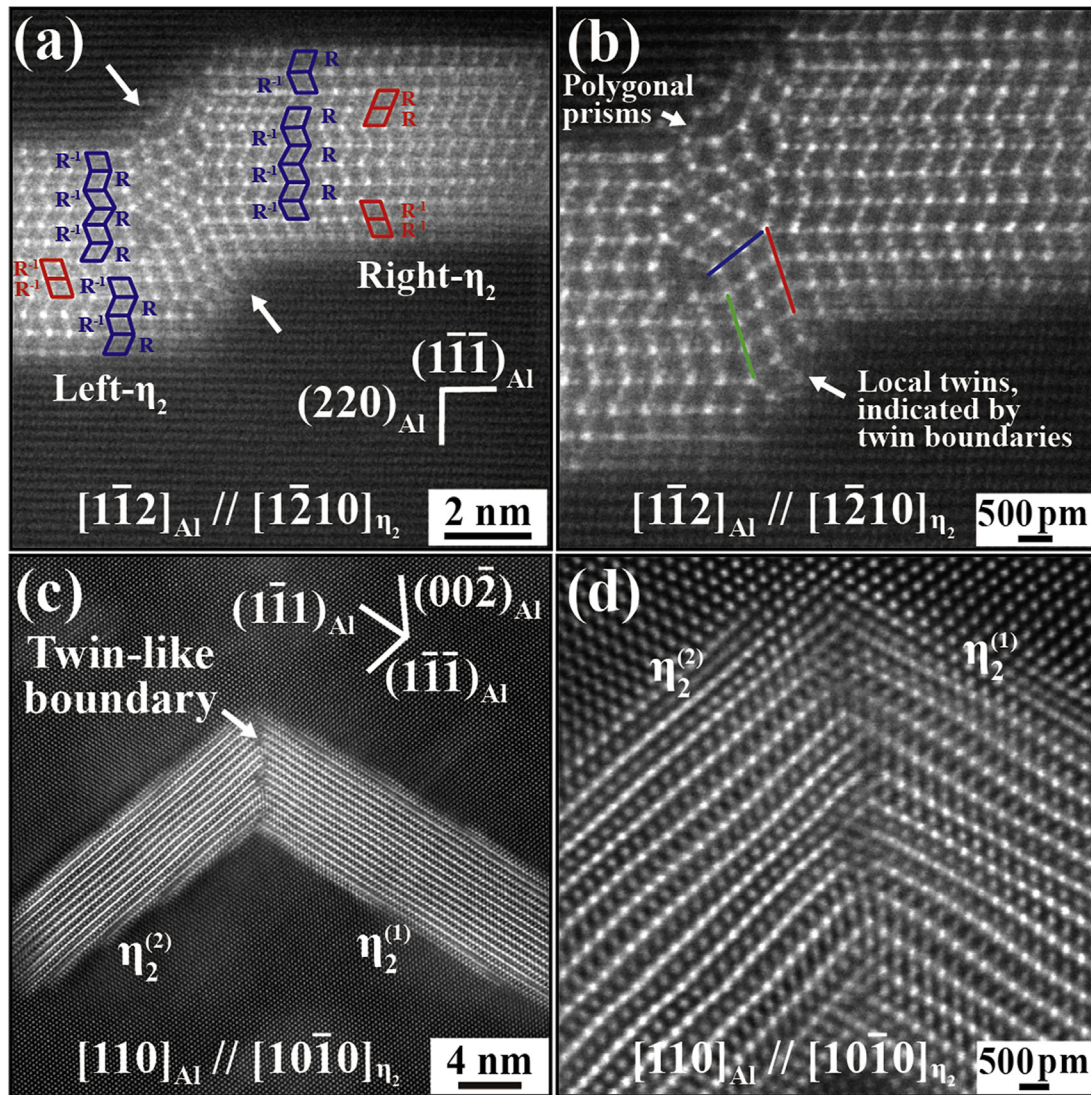 (a)
R⁻¹ R
R⁻¹ R
R
R
R⁻¹ R
R⁻¹ R
R⁻¹
R
R⁻¹
R
R⁻¹
R
R⁻¹
R⁻¹
R⁻¹
R⁻¹
R⁻¹
R⁻¹
R
R
Right-η₂
Left-η₂
(11̅1̅)Al
(220)Al
[11̅2]Al // [12̅10]η₂
2 nm
(b)
Polygonal
prisms
Local twins,
indicated by
twin boundaries
[11̅2]Al // [12̅10]η₂
500 pm
(c)
(11̅1)Al
(002̅)Al
(11̅1̅)Al
Twin-like
boundary
η₂⁽²⁾
η₂⁽¹⁾
[110]Al // [101̅0]η₂
4 nm
(d)
η₂⁽²⁾
η₂⁽¹⁾
[110]Al // [101̅0]η₂
500 pm